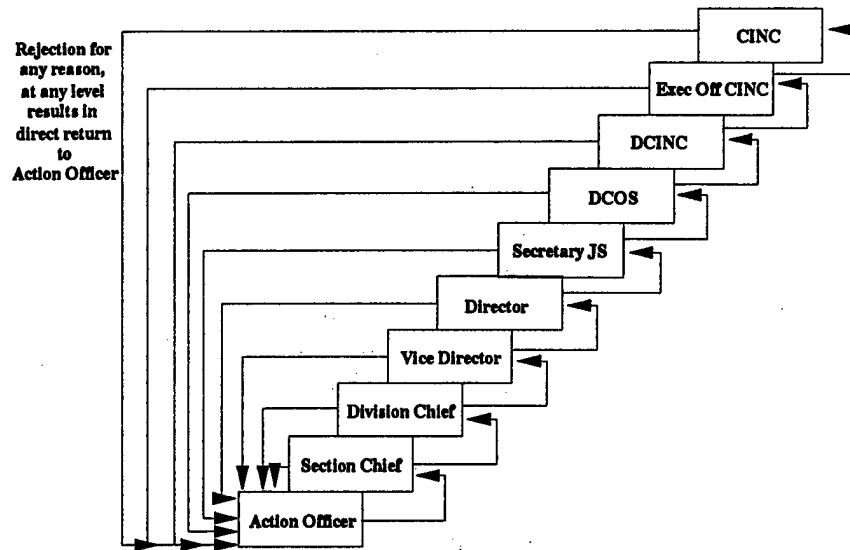 Rejection for
any reason,
at any level
results in
direct return
to
Action Officer
CINC
Exec Off CINC
DCINC
DCOS
Secretary JS
Director
Vice Director
Division Chief
Section Chief
Action Officer